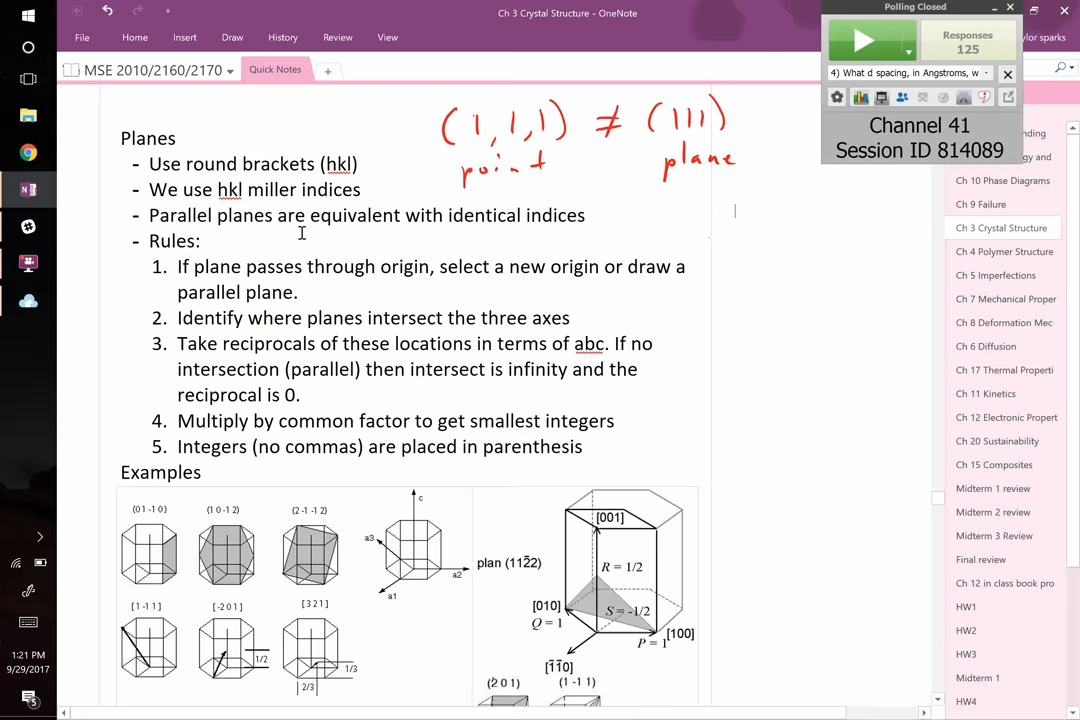 Ch 3 Crystal Structure - OneNote
Polling Closed
File Home Insert Draw History Review View
Responses
125
ylor sparks
MSE 2010/2160/2170
Quick Notes
4) What d spacing, in Angstroms, w
Channel 41
Session ID 814089
(1,1,1) ≠ (111)
point plane
Planes
- Use round brackets (hkl)
- We use hkl miller indices
- Parallel planes are equivalent with identical indices
- Rules:
1. If plane passes through origin, select a new origin or draw a
parallel plane.
2. Identify where planes intersect the three axes
3. Take reciprocals of these locations in terms of abc. If no
intersection (parallel) then intersect is infinity and the
reciprocal is 0.
4. Multiply by common factor to get smallest integers
5. Integers (no commas) are placed in parenthesis
Examples
(0 1 -1 0) (1 0 -1 2) (2 -1 -1 2)
c
a3
a2
a1
[1 -1 1] [-2 0 1] [3 2 1]
1/2
1/3
2/3
plan (112̄2)
[001]
R = 1/2
[010]
Q = 1
S = -1/2
P = 1
[100]
[1̄1̄0]
(2 0 1) (1 -1 1)
nding
gy and
Ch 10 Phase Diagrams
Ch 9 Failure
Ch 3 Crystal Structure
Ch 4 Polymer Structure
Ch 5 Imperfections
Ch 7 Mechanical Proper
Ch 8 Deformation Mec
Ch 6 Diffusion
Ch 17 Thermal Properti
Ch 11 Kinetics
Ch 12 Electronic Propert
Ch 20 Sustainability
Ch 15 Composites
Midterm 1 review
Midterm 2 review
Midterm 3 Review
Final review
Ch 12 in class book pro
HW1
HW2
HW3
Midterm 1
HW4
1:21 PM
9/29/2017
5